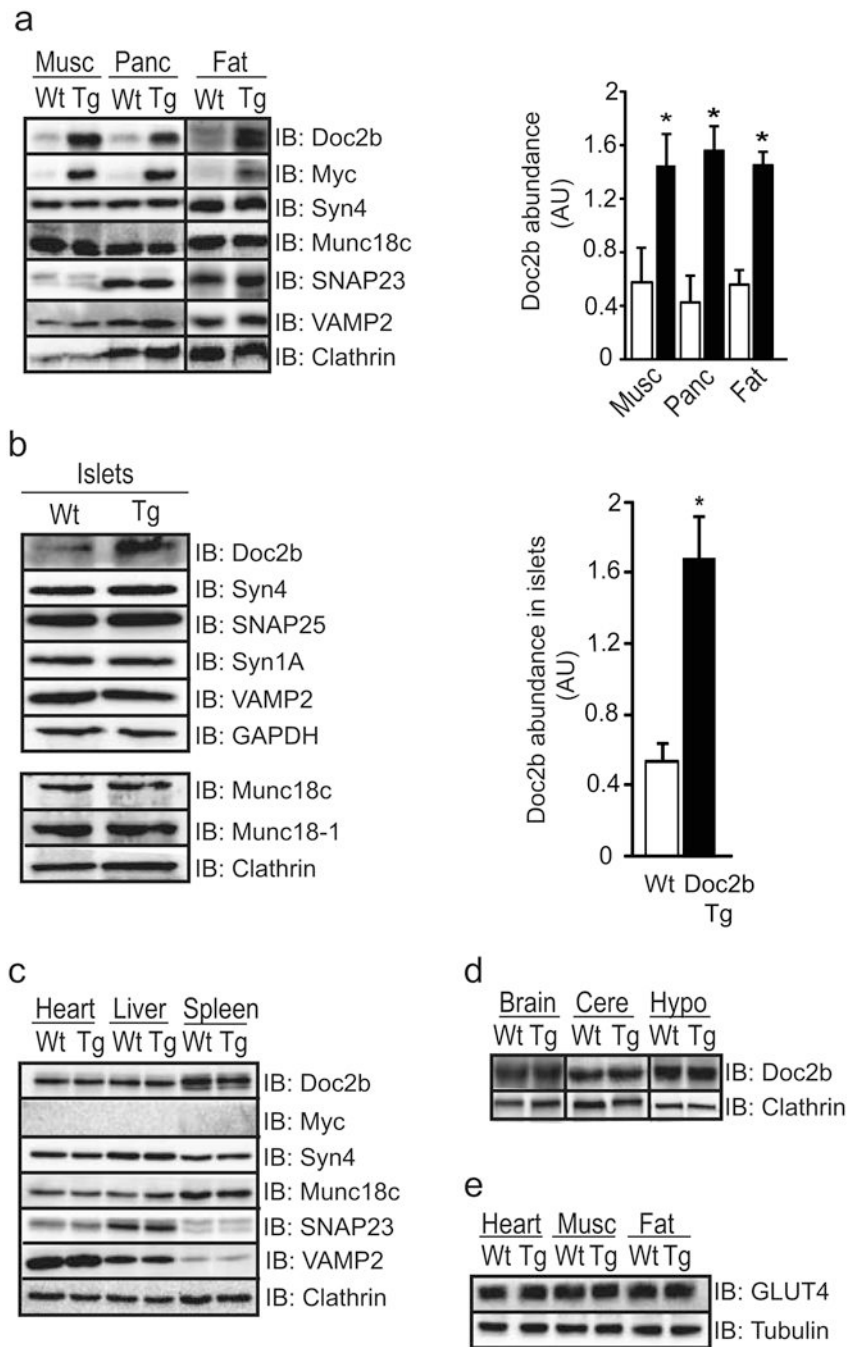 a
Musc Panc Fat
Wt Tg Wt Tg Wt Tg
IB: Doc2b
IB: Myc
IB: Syn4
IB: Munc18c
IB: SNAP23
IB: VAMP2
IB: Clathrin
Doc2b abundance
(AU)
2
1.6
1.2
0.8
0.4
0
* * *
Musc Panc Fat
b
Islets
Wt Tg
IB: Doc2b
IB: Syn4
IB: SNAP25
IB: Syn1A
IB: VAMP2
IB: GAPDH
IB: Munc18c
IB: Munc18-1
IB: Clathrin
Doc2b abundance in islets
(AU)
2
1.6
1.2
0.8
0.4
0
*
Wt Doc2b
Tg
c
Heart Liver Spleen
Wt Tg Wt Tg Wt Tg
IB: Doc2b
IB: Myc
IB: Syn4
IB: Munc18c
IB: SNAP23
IB: VAMP2
IB: Clathrin
d
Brain Cere Hypo
Wt Tg Wt Tg Wt Tg
IB: Doc2b
IB: Clathrin
e
Heart Musc Fat
Wt Tg Wt Tg Wt Tg
IB: GLUT4
IB: Tubulin